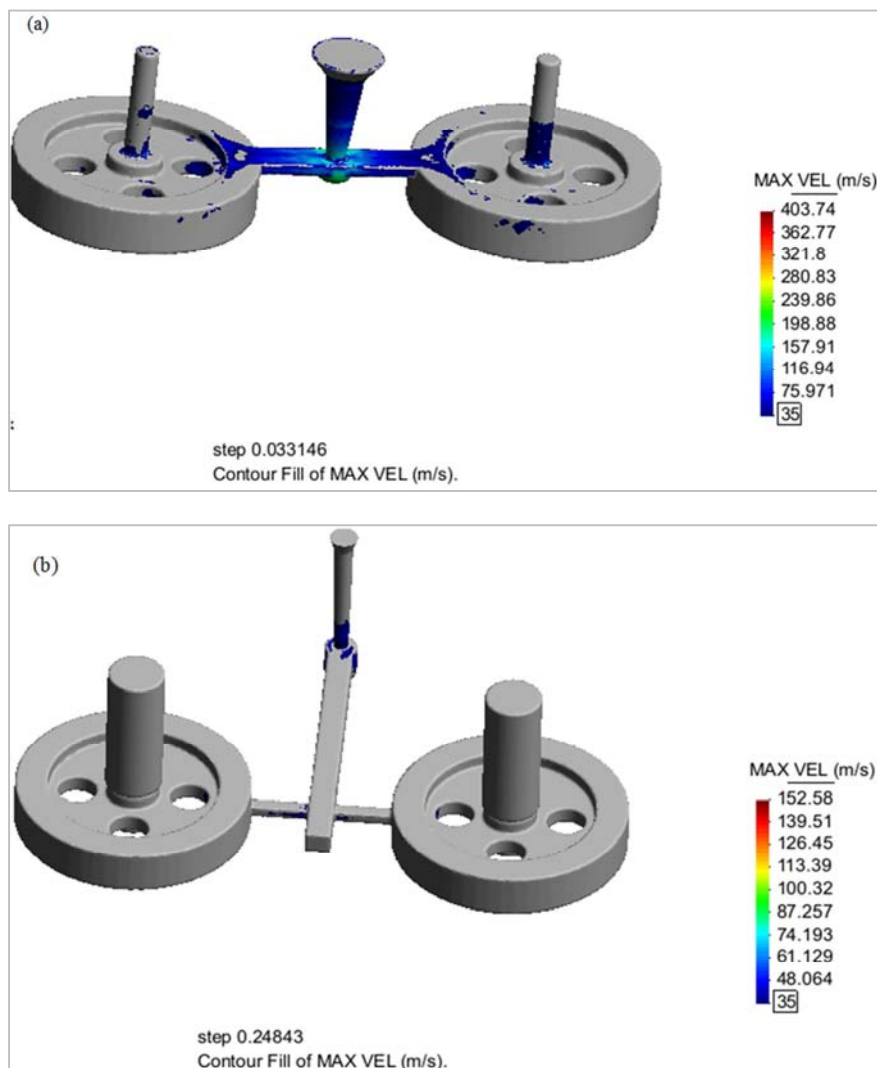 (a)
MAX VEL (m/s)
403.74
362.77
321.8
280.83
239.86
198.88
157.91
116.94
75.971
35
step 0.033146
Contour Fill of MAX VEL (m/s).
(b)
MAX VEL (m/s)
152.58
139.51
126.45
113.39
100.32
87.257
74.193
61.129
48.064
35
step 0.24843
Contour Fill of MAX VEL (m/s).